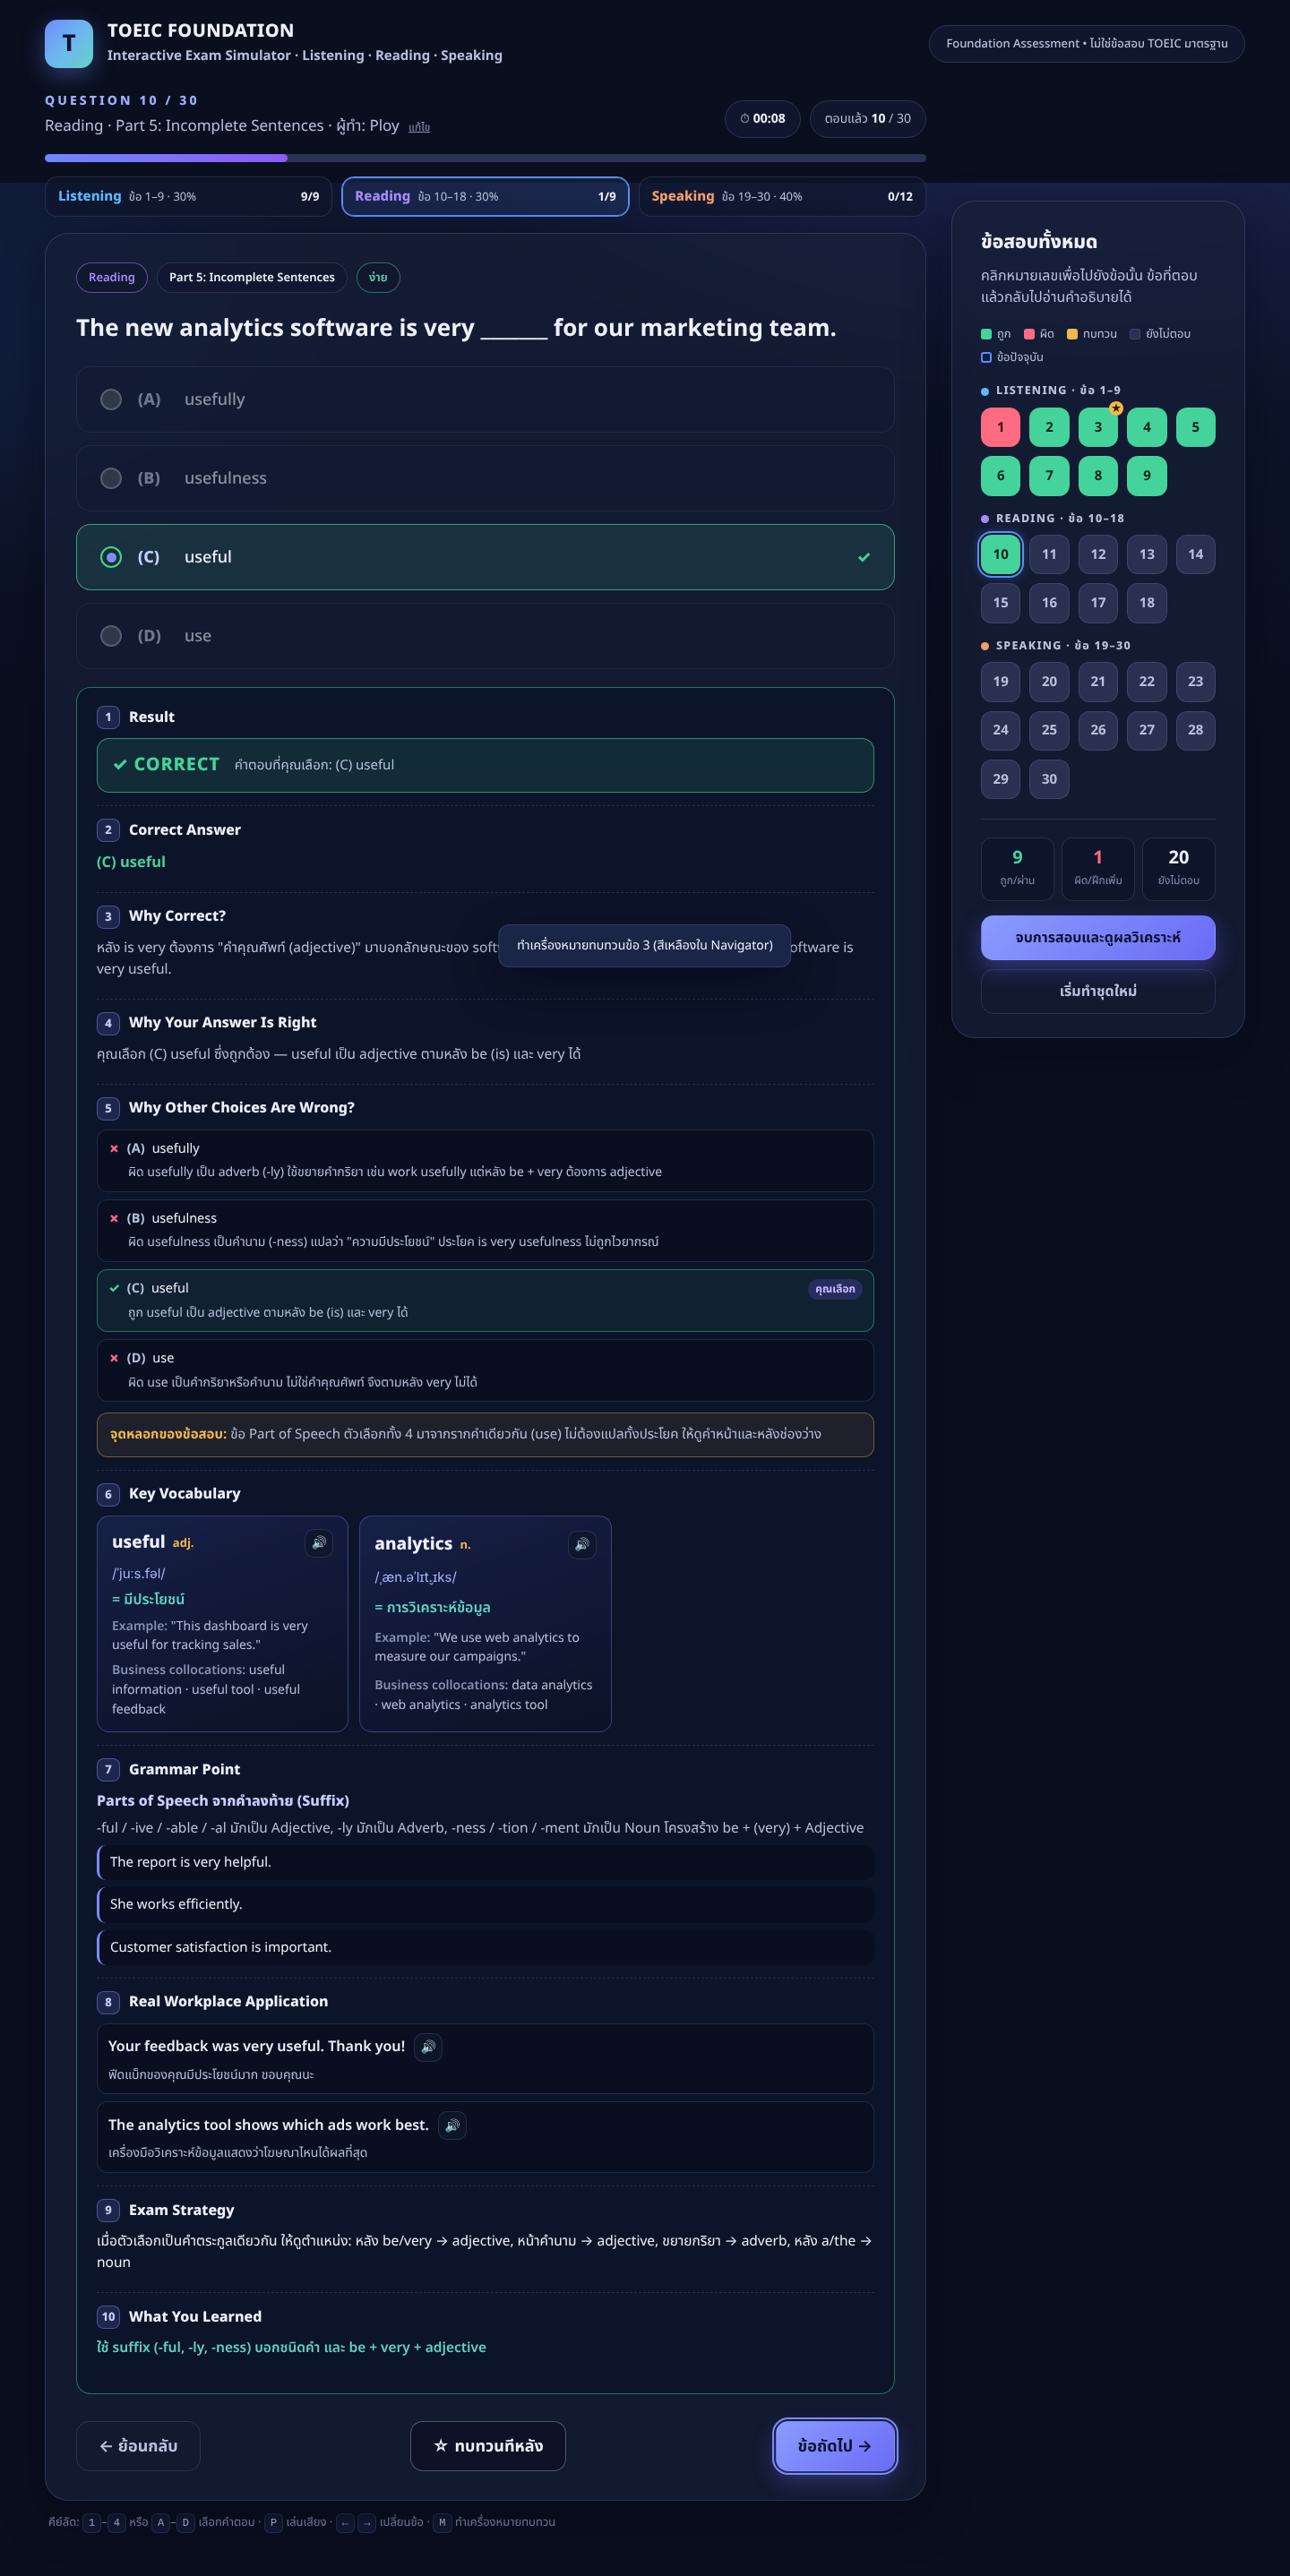 T
TOEIC FOUNDATION
Interactive Exam Simulator · Listening · Reading · Speaking
Foundation Assessment • ไม่ใช่ข้อสอบ TOEIC มาตรฐาน
QUESTION 10 / 30
Reading · Part 5: Incomplete Sentences · ผู้ทำ: Ploy แก้ไข
⏱ 00:08
ตอบแล้ว 10 / 30
Listening ข้อ 1–9 · 30% 9/9
Reading ข้อ 10–18 · 30% 1/9
Speaking ข้อ 19–30 · 40% 0/12
Reading
Part 5: Incomplete Sentences
ง่าย
The new analytics software is very ______ for our marketing team.
(A) usefully
(B) usefulness
(C) useful ✓
(D) use
1 Result
✓ CORRECT คำตอบที่คุณเลือก: (C) useful
2 Correct Answer
(C) useful
3 Why Correct?
หลัง is very ต้องการ "คำคุณศัพท์ (adjective)" มาบอกลักษณะของ
very useful.
ทำเครื่องหมายทบทวนข้อ 3 (สีเหลืองใน Navigator)
4 Why Your Answer Is Right
คุณเลือก (C) useful ซึ่งถูกต้อง — useful เป็น adjective ตามหลัง be (is) และ very ได้
5 Why Other Choices Are Wrong?
× (A) usefully
ผิด usefully เป็น adverb (-ly) ใช้ขยายคำกริยา เช่น work usefully แต่หลัง be + very ต้องการ adjective
× (B) usefulness
ผิด usefulness เป็นคำนาม (-ness) แปลว่า "ความมีประโยชน์" ประโยค is very usefulness ไม่ถูกไวยากรณ์
✓ (C) useful คุณเลือก
ถูก useful เป็น adjective ตามหลัง be (is) และ very ได้
× (D) use
ผิด use เป็นคำกริยาหรือคำนาม ไม่ใช่คำคุณศัพท์ จึงตามหลัง very ไม่ได้
จุดหลอกของข้อสอบ: ข้อ Part of Speech ตัวเลือกทั้ง 4 มาจากรากคำเดียวกัน (use) ไม่ต้องแปลทั้งประโยค ให้ดูคำหน้าและหลังช่องว่าง
6 Key Vocabulary
useful adj. 🔊
/ˈjuːs.fəl/
= มีประโยชน์
Example: "This dashboard is very
useful for tracking sales."
Business collocations: useful
information · useful tool · useful
feedback
analytics n. 🔊
/ˌæn.əˈlɪt̬.ɪks/
= การวิเคราะห์ข้อมูล
Example: "We use web analytics to
measure our campaigns."
Business collocations: data analytics
· web analytics · analytics tool
7 Grammar Point
Parts of Speech จากคำลงท้าย (Suffix)
-ful / -ive / -able / -al มักเป็น Adjective, -ly มักเป็น Adverb, -ness / -tion / -ment มักเป็น Noun โครงสร้าง be + (very) + Adjective
The report is very helpful.
She works efficiently.
Customer satisfaction is important.
8 Real Workplace Application
Your feedback was very useful. Thank you! 🔊
ฟีดแบ็กของคุณมีประโยชน์มาก ขอบคุณนะ
The analytics tool shows which ads work best. 🔊
เครื่องมือวิเคราะห์ข้อมูลแสดงว่าโฆษณาไหนได้ผลที่สุด
9 Exam Strategy
เมื่อตัวเลือกเป็นคำตระกูลเดียวกัน ให้ดูตำแหน่ง: หลัง be/very → adjective, หน้าคำนาม → adjective, ขยายกริยา → adverb, หลัง a/the →
noun
10 What You Learned
ใช้ suffix (-ful, -ly, -ness) บอกชนิดคำ และ be + very + adjective
← ย้อนกลับ
☆ ทบทวนทีหลัง
ข้อถัดไป →
คีย์ลัด: 1–4 หรือ A–D เลือกคำตอบ · P เล่นเสียง · ← → เปลี่ยนข้อ · M ทำเครื่องหมายทบทวน
ข้อสอบทั้งหมด
คลิกหมายเลขเพื่อไปยังข้อนั้น ข้อที่ตอบ
แล้วกลับไปอ่านคำอธิบายได้
ถูก ผิด ทบทวน ยังไม่ตอบ
ข้อปัจจุบัน
LISTENING · ข้อ 1–9
1 2 3 ★ 4 5
6 7 8 9
READING · ข้อ 10–18
10 11 12 13 14
15 16 17 18
SPEAKING · ข้อ 19–30
19 20 21 22 23
24 25 26 27 28
29 30
9 1 20
ถูก/ผ่าน ผิด/ฝึกเพิ่ม ยังไม่ตอบ
จบการสอบและดูผลวิเคราะห์
เริ่มทำชุดใหม่